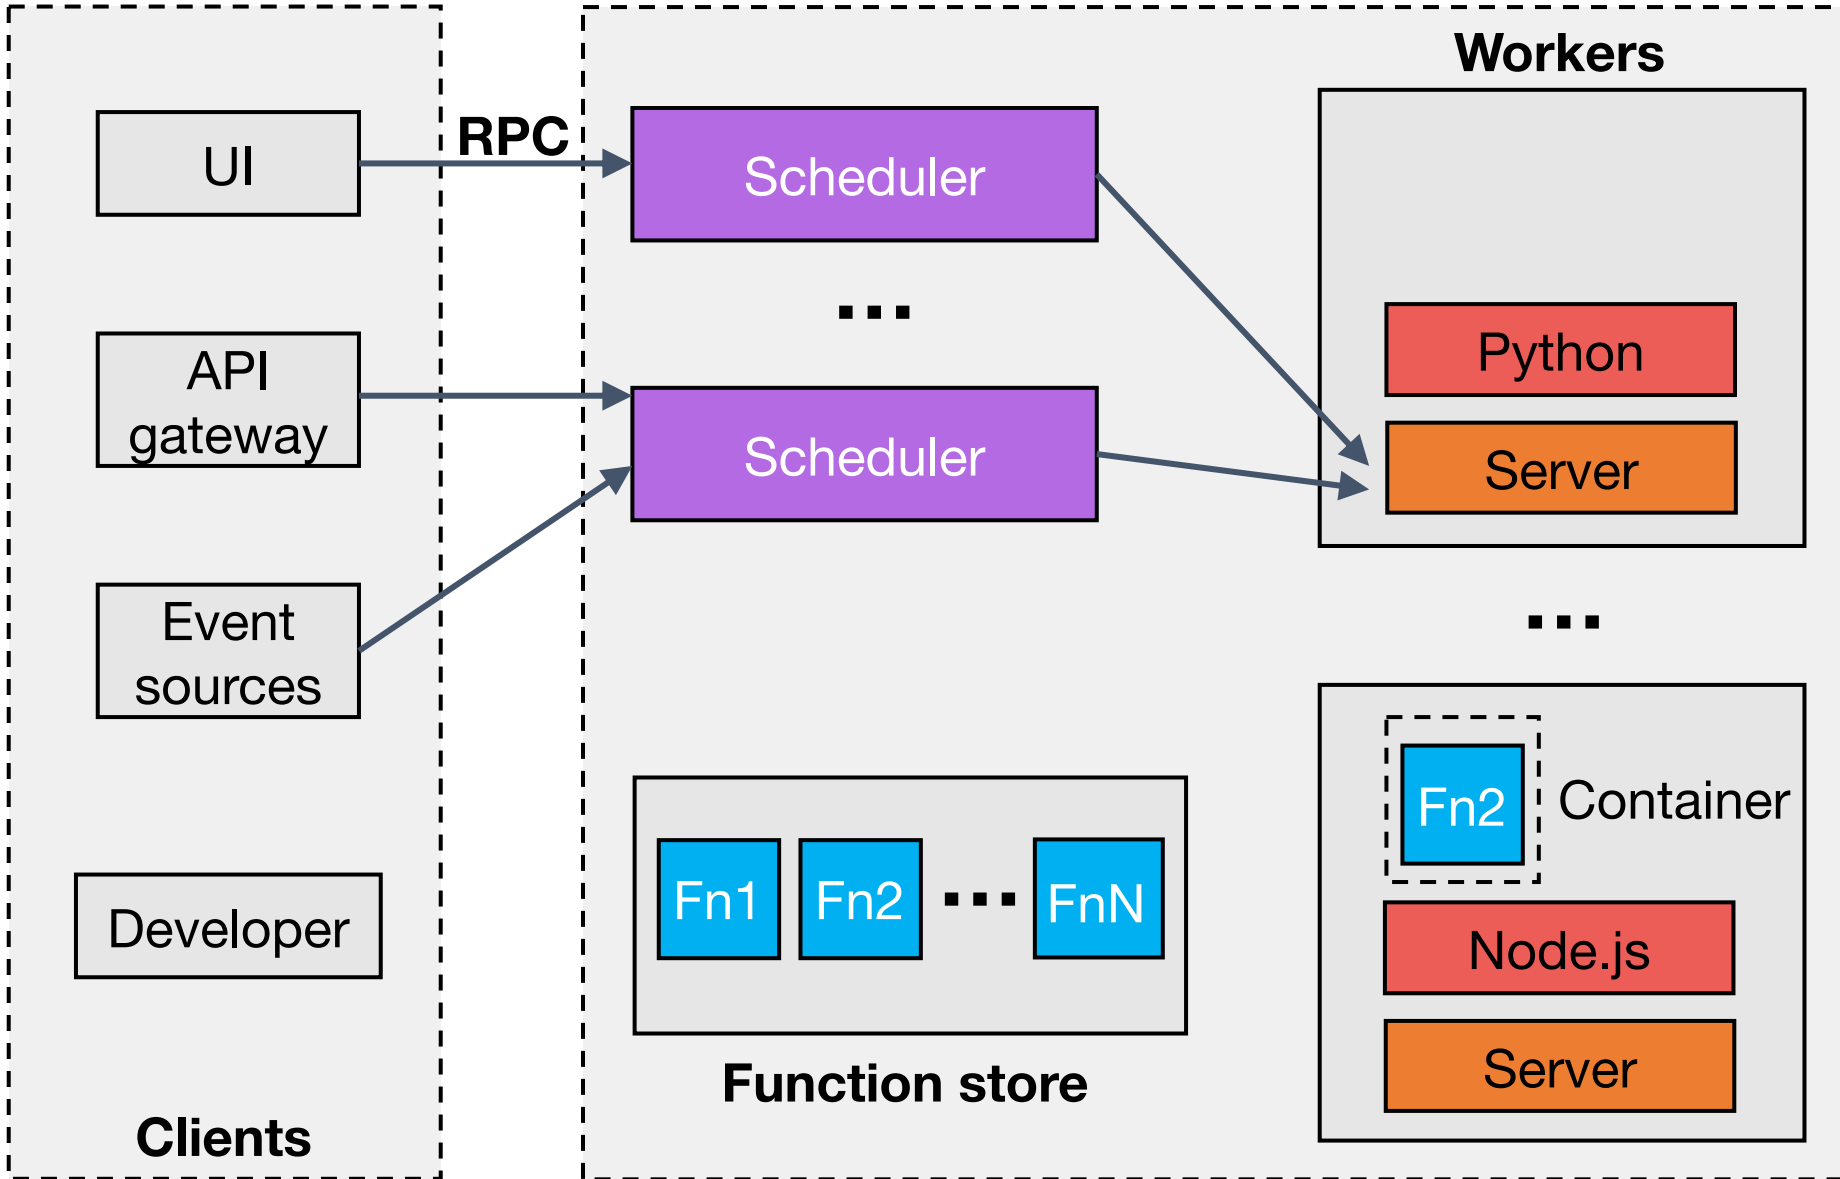 Workers
UI
RPC
Scheduler
...
Python
API
gateway
Scheduler
Server
Event
sources
...
Fn2
Container
Fn1
Fn2
...
FnN
Developer
Node.js
Server
Function store
Clients